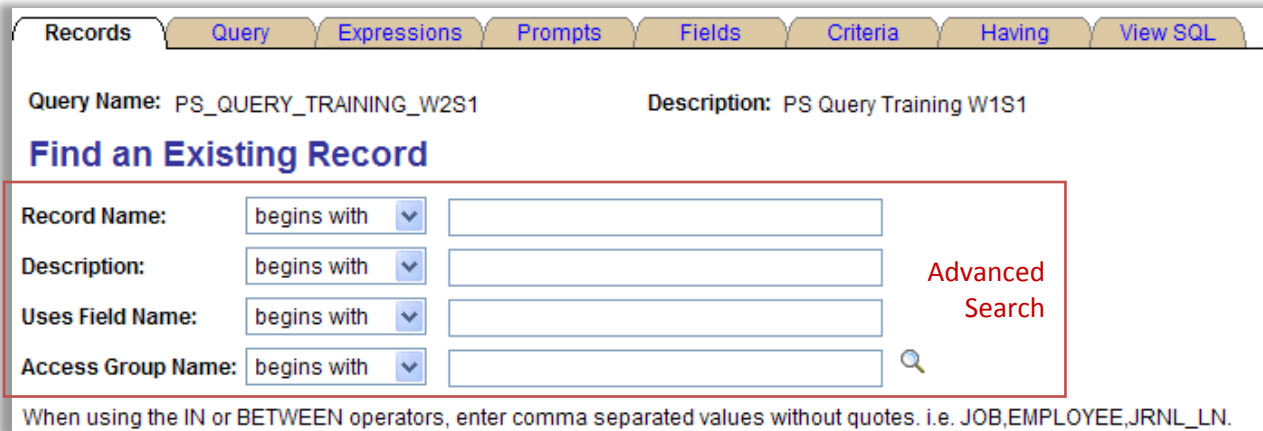 Records Query Expressions Prompts Fields Criteria Having View SQL
Query Name: PS_QUERY_TRAINING_W2S1 Description: PS Query Training W1S1
Find an Existing Record
Record Name: begins with
Description: begins with
Uses Field Name: begins with
Access Group Name: begins with
Advanced
Search
When using the IN or BETWEEN operators, enter comma separated values without quotes. i.e. JOB,EMPLOYEE,JRNL_LN.